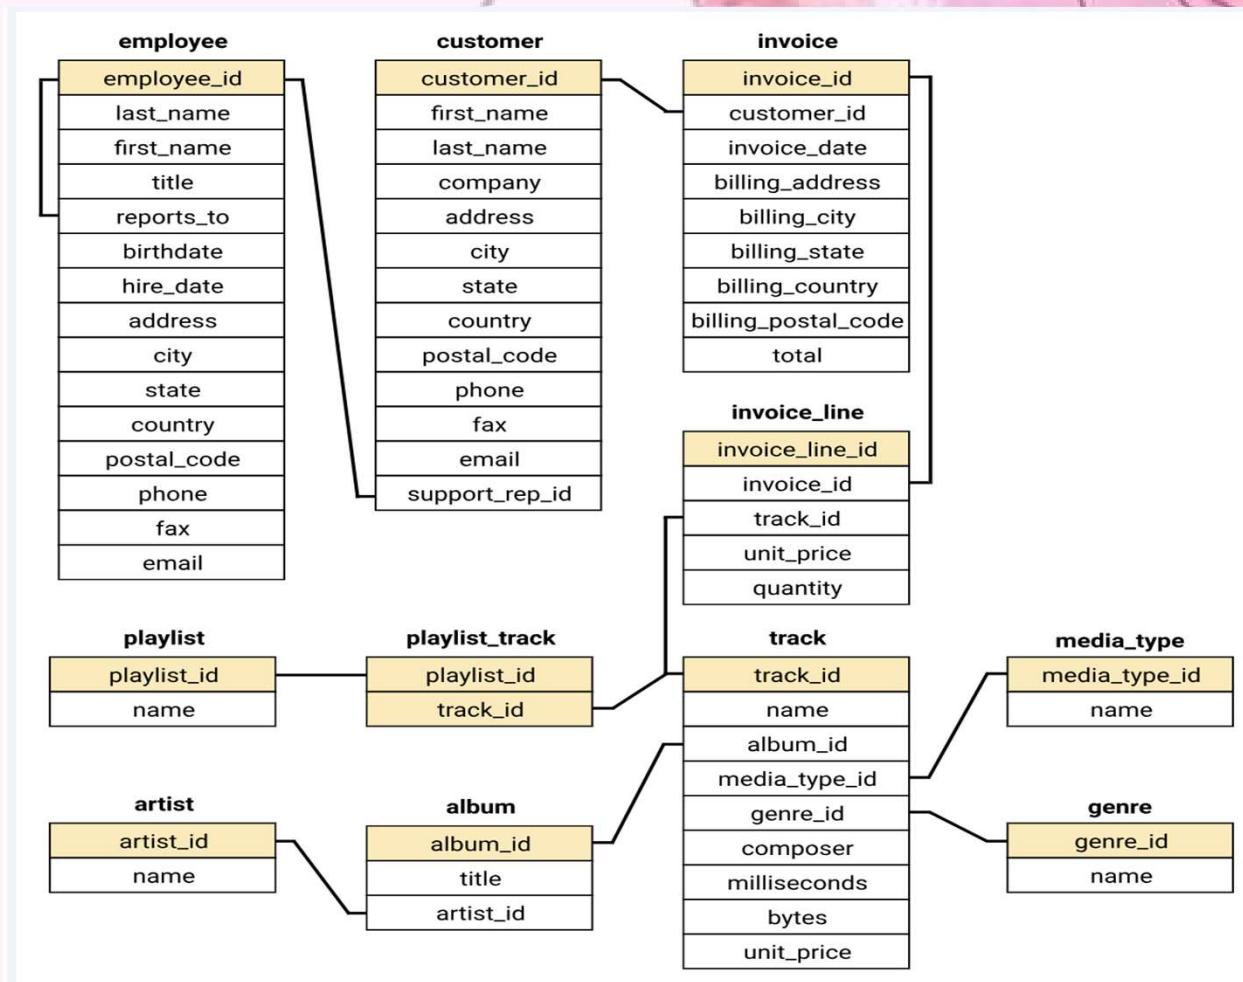 employee
employee_id
last_name
first_name
title
reports_to
birthdate
hire_date
address
city
state
country
postal_code
phone
fax
email
customer
customer_id
first_name
last_name
company
address
city
state
country
postal_code
phone
fax
email
support_rep_id
invoice
invoice_id
customer_id
invoice_date
billing_address
billing_city
billing_state
billing_country
billing_postal_code
total
invoice_line
invoice_line_id
invoice_id
track_id
unit_price
quantity
playlist
playlist_id
name
playlist_track
playlist_id
track_id
track
track_id
name
album_id
media_type_id
genre_id
composer
milliseconds
bytes
unit_price
media_type
media_type_id
name
artist
artist_id
name
album
album_id
title
artist_id
genre
genre_id
name